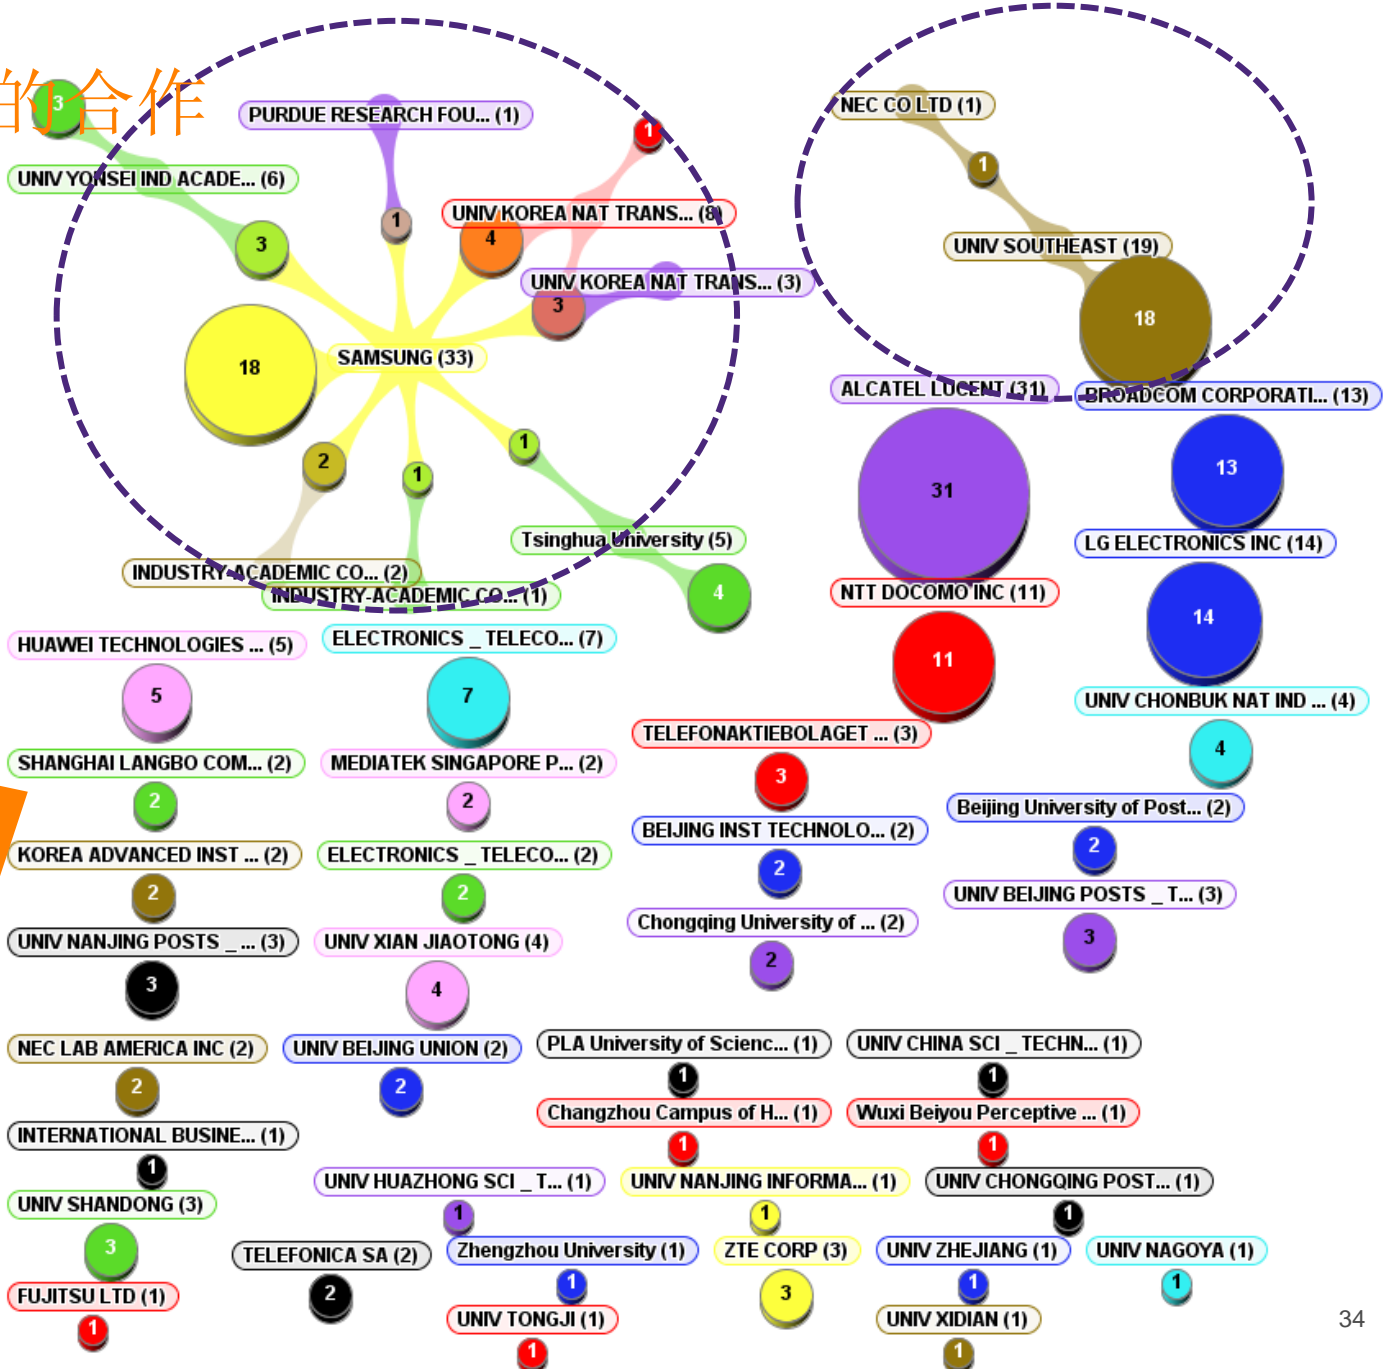 的合作
3
PURDUE RESEARCH FOU... (1)
1
NEC CO LTD (1)
1
UNIV YONSEI IND ACADE... (6)
UNIV KOREA NAT TRANS... (8)
1
3
4
UNIV SOUTHEAST (19)
UNIV KOREA NAT TRANS... (3)
3
18
18
SAMSUNG (33)
ALCATEL LUCENT (31)
BROADCOM CORPORATI... (13)
2
1
1
31
13
Tsinghua University (5)
LG ELECTRONICS INC (14)
INDUSTRY-ACADEMIC CO... (2)
INDUSTRY-ACADEMIC CO... (1)
4
NTT DOCOMO INC (11)
14
HUAWEI TECHNOLOGIES ... (5)
ELECTRONICS _ TELECO... (7)
11
5
7
UNIV CHONBUK NAT IND ... (4)
TELEFONAKTIEBOLAGET ... (3)
4
SHANGHAI LANGBO COM... (2)
MEDIATEK SINGAPORE P... (2)
3
2
2
Beijing University of Post... (2)
BEIJING INST TECHNOLO... (2)
2
KOREA ADVANCED INST ... (2)
ELECTRONICS _ TELECO... (2)
2
2
2
UNIV BEIJING POSTS _ T... (3)
Chongqing University of ... (2)
3
UNIV NANJING POSTS _ ... (3)
UNIV XIAN JIAOTONG (4)
2
3
4
NEC LAB AMERICA INC (2)
UNIV BEIJING UNION (2)
PLA University of Scienc... (1)
UNIV CHINA SCI _ TECHN... (1)
2
2
1
1
Changzhou Campus of H... (1)
Wuxi Beiyou Perceptive ... (1)
INTERNATIONAL BUSINE... (1)
1
1
1
UNIV HUAZHONG SCI _ T... (1)
UNIV NANJING INFORMA... (1)
UNIV CHONGQING POST... (1)
UNIV SHANDONG (3)
1
1
1
3
TELEFONICA SA (2)
Zhengzhou University (1)
ZTE CORP (3)
UNIV ZHEJIANG (1)
UNIV NAGOYA (1)
2
1
3
1
1
FUJITSU LTD (1)
UNIV TONGJI (1)
UNIV XIDIAN (1)
1
1
1
34